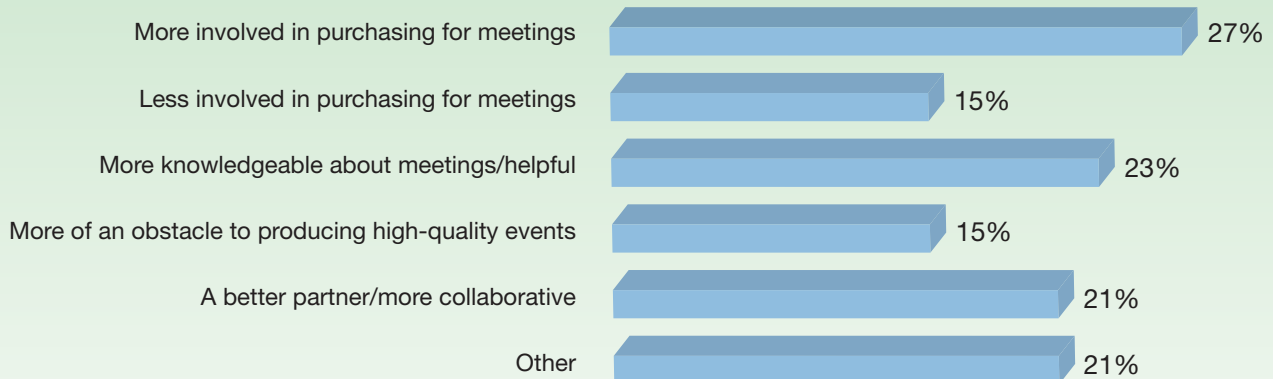 More involved in purchasing for meetings 27%
Less involved in purchasing for meetings 15%
More knowledgeable about meetings/helpful 23%
More of an obstacle to producing high-quality events 15%
A better partner/more collaborative 21%
Other 21%